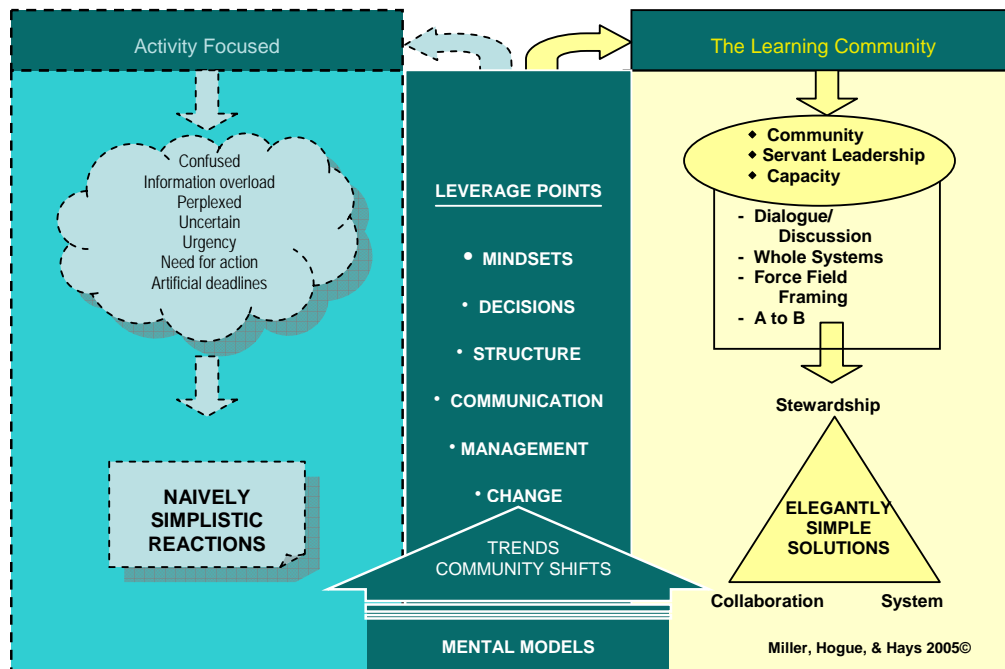 Activity Focused
Confused
Information overload
Perplexed
Uncertain
Urgency
Need for action
Artificial deadlines
NAIVELY
SIMPLISTIC
REACTIONS
LEVERAGE POINTS
• MINDSETS
• DECISIONS
• STRUCTURE
• COMMUNICATION
• MANAGEMENT
• CHANGE
TRENDS
COMMUNITY SHIFTS
MENTAL MODELS
The Learning Community
◆ Community
◆ Servant Leadership
◆ Capacity
- Dialogue/
Discussion
- Whole Systems
- Force Field
Framing
- A to B
Stewardship
ELEGANTLY
SIMPLE
SOLUTIONS
Collaboration System
Miller, Hogue, & Hays 2005©